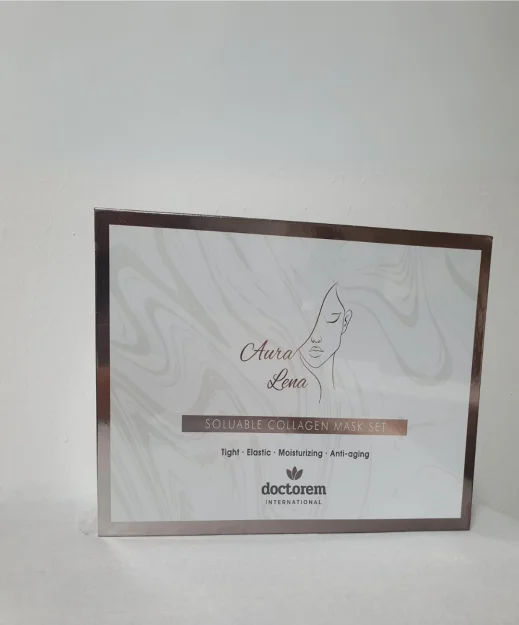 Aura
Lena
SOLUABLE COLLAGEN MASK SET
Tight · Elastic · Moisturizing · Anti-aging
doctorem
INTERNATIONAL